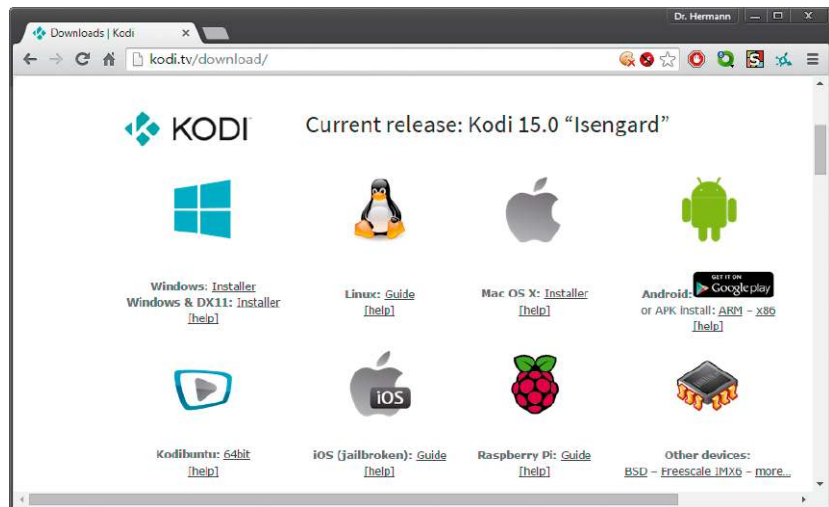 Dr. Hermann
Downloads | Kodi
kodi.tv/download/
KODI
Current release: Kodi 15.0 “Isengard”
Windows: Installer
Windows & DX11: Installer
[help]
Linux: Guide
[help]
Mac OS X: Installer
[help]
GET IT ON
Android: Google play
or APK install: ARM – x86
[help]
iOS
Kodibuntu: 64bit
[help]
iOS (jailbroken): Guide
[help]
Raspberry Pi: Guide
[help]
Other devices:
BSD – Freescale IMX6 – more...